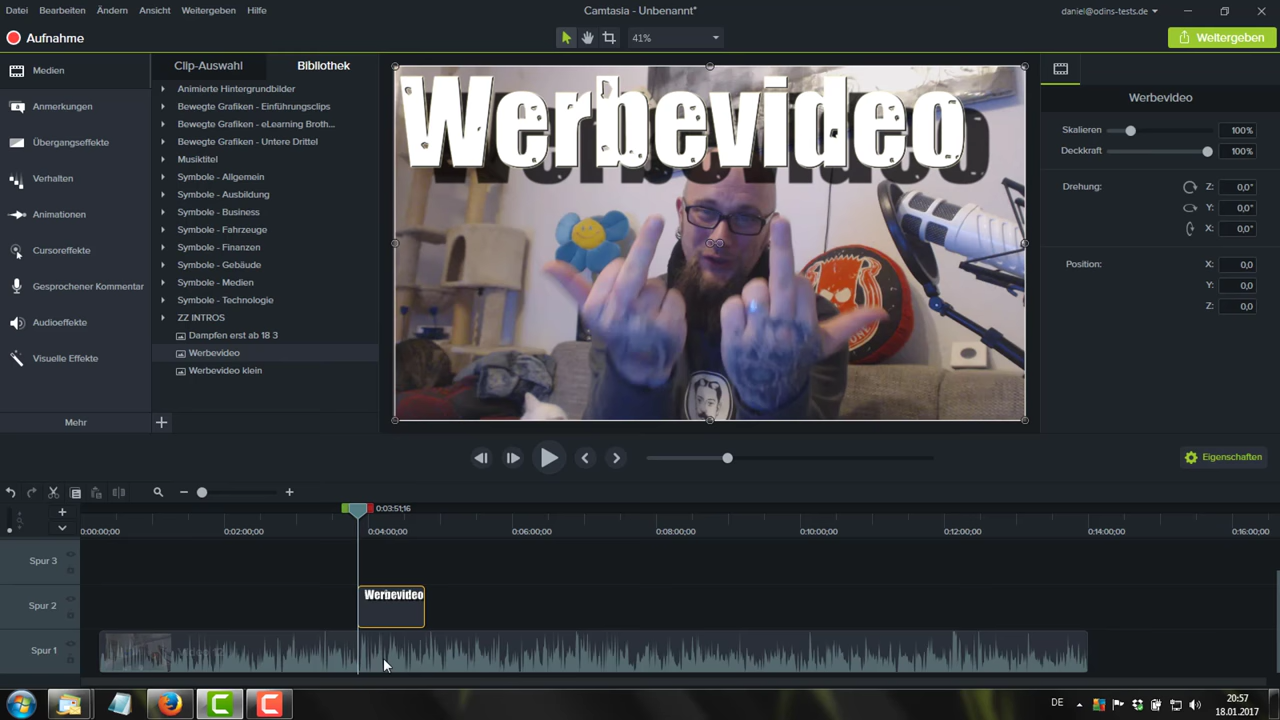 Datei Bearbeiten Ändern Ansicht Weitergeben Hilfe
Camtasia - Unbenannt*
daniel@odins-tests.de
Aufnahme
41%
Weitergeben
Medien
Anmerkungen
Übergangseffekte
Verhalten
Animationen
Cursoreffekte
Gesprochener Kommentar
Audioeffekte
Visuelle Effekte
Mehr
Clip-Auswahl Bibliothek
Animierte Hintergrundbilder
Bewegte Grafiken - Einführungsclips
Bewegte Grafiken - eLearning Broth...
Bewegte Grafiken - Untere Drittel
Musiktitel
Symbole - Allgemein
Symbole - Ausbildung
Symbole - Business
Symbole - Fahrzeuge
Symbole - Finanzen
Symbole - Gebäude
Symbole - Medien
Symbole - Technologie
ZZ INTROS
Dampfen erst ab 18 3
Werbevideo
Werbevideo klein
Werbevideo
Werbevideo
Skalieren 100%
Deckkraft 100%
Drehung: Z: 0,0°
Y: 0,0°
X: 0,0°
Position: X: 0,0
Y: 0,0
Z: 0,0
Eigenschaften
0:03:51;16
0:00:00;00 0:02:00;00 0:04:00;00 0:06:00;00 0:08:00;00 0:10:00;00 0:12:00;00 0:14:00;00 0:16:00;00
Spur 3
Spur 2
Werbevideo
Spur 1
DE
20:57
18.01.2017